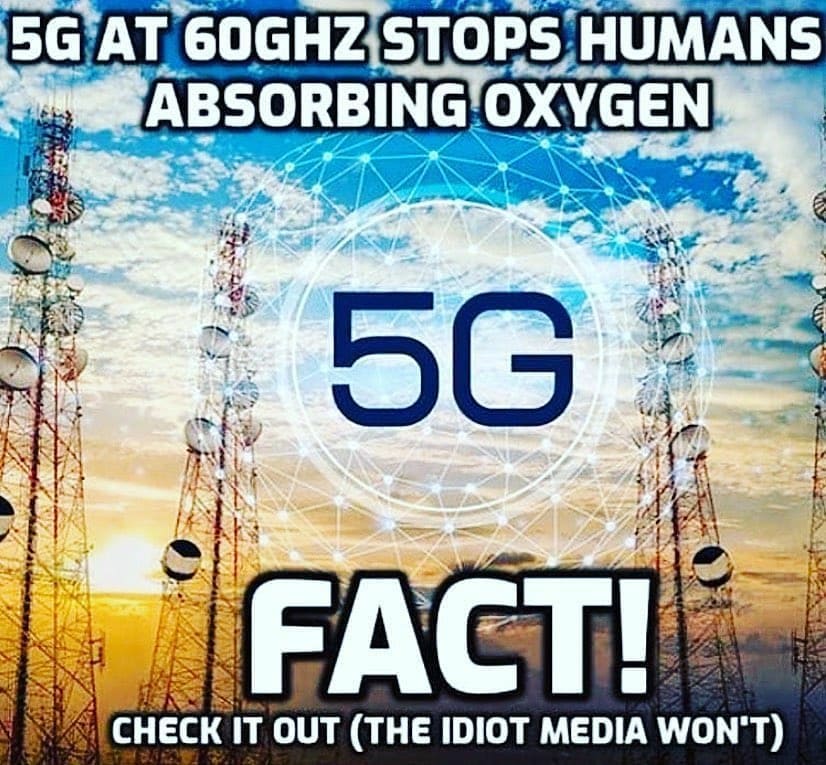 5G AT 60GHZ STOPS HUMANS
ABSORBING OXYGEN
5G
FACT!
CHECK IT OUT (THE IDIOT MEDIA WON'T)